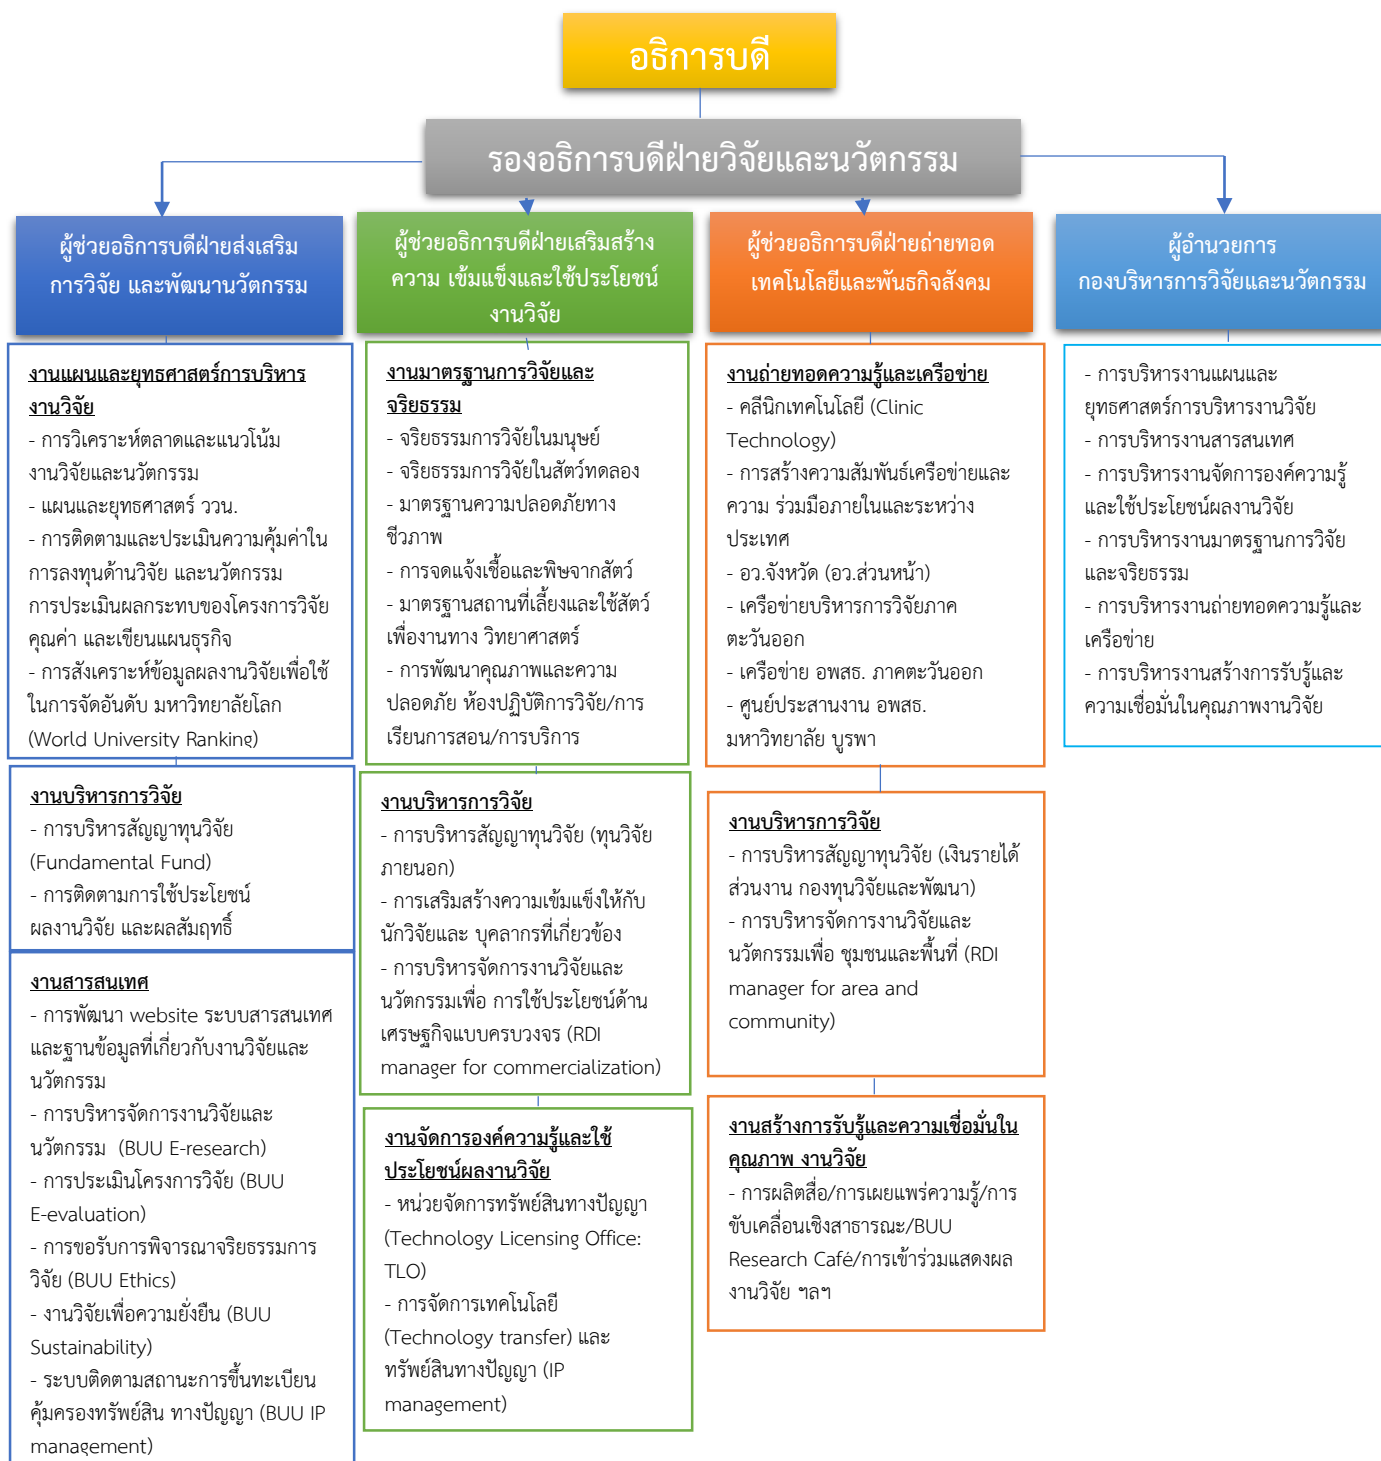 อธิการบดี
รองอธิการบดีฝ่ายวิจัยและนวัตกรรม
ผู้ช่วยอธิการบดีฝ่ายส่งเสริม
การวิจัย และพัฒนานวัตกรรม
งานแผนและยุทธศาสตร์การบริหาร
งานวิจัย
- การวิเคราะห์ตลาดและแนวโน้ม
งานวิจัยและนวัตกรรม
- แผนและยุทธศาสตร์ ววน.
- การติดตามและประเมินความคุ้มค่าใน
การลงทุนด้านวิจัย และนวัตกรรม
การประเมินผลกระทบของโครงการวิจัย
คุณค่า และเขียนแผนธุรกิจ
- การสังเคราะห์ข้อมูลผลงานวิจัยเพื่อใช้
ในการจัดอันดับ มหาวิทยาลัยโลก
(World University Ranking)
งานบริหารการวิจัย
- การบริหารสัญญาทุนวิจัย
(Fundamental Fund)
- การติดตามการใช้ประโยชน์
ผลงานวิจัย และผลสัมฤทธิ์
งานสารสนเทศ
- การพัฒนา website ระบบสารสนเทศ
และฐานข้อมูลที่เกี่ยวกับงานวิจัยและ
นวัตกรรม
- การบริหารจัดการงานวิจัยและ
นวัตกรรม (BUU E-research)
- การประเมินโครงการวิจัย (BUU
E-evaluation)
- การขอรับการพิจารณาจริยธรรมการ
วิจัย (BUU Ethics)
- งานวิจัยเพื่อความยั่งยืน (BUU
Sustainability)
- ระบบติดตามสถานะการขึ้นทะเบียน
คุ้มครองทรัพย์สิน ทางปัญญา (BUU IP
management)
ผู้ช่วยอธิการบดีฝ่ายเสริมสร้าง
ความ เข้มแข็งและใช้ประโยชน์
งานวิจัย
งานมาตรฐานการวิจัยและ
จริยธรรม
- จริยธรรมการวิจัยในมนุษย์
- จริยธรรมการวิจัยในสัตว์ทดลอง
- มาตรฐานความปลอดภัยทาง
ชีวภาพ
- การจดแจ้งเชื้อและพิษจากสัตว์
- มาตรฐานสถานที่เลี้ยงและใช้สัตว์
เพื่องานทาง วิทยาศาสตร์
- การพัฒนาคุณภาพและความ
ปลอดภัย ห้องปฏิบัติการวิจัย/การ
เรียนการสอน/การบริการ
งานบริหารการวิจัย
- การบริหารสัญญาทุนวิจัย (ทุนวิจัย
ภายนอก)
- การเสริมสร้างความเข้มแข็งให้กับ
นักวิจัยและ บุคลากรที่เกี่ยวข้อง
- การบริหารจัดการงานวิจัยและ
นวัตกรรมเพื่อ การใช้ประโยชน์ด้าน
เศรษฐกิจแบบครบวงจร (RDI
manager for commercialization)
งานจัดการองค์ความรู้และใช้
ประโยชน์ผลงานวิจัย
- หน่วยจัดการทรัพย์สินทางปัญญา
(Technology Licensing Office:
TLO)
- การจัดการเทคโนโลยี
(Technology transfer) และ
ทรัพย์สินทางปัญญา (IP
management)
ผู้ช่วยอธิการบดีฝ่ายถ่ายทอด
เทคโนโลยีและพันธกิจสังคม
งานถ่ายทอดความรู้และเครือข่าย
- คลีนิกเทคโนโลยี (Clinic
Technology)
- การสร้างความสัมพันธ์เครือข่ายและ
ความ ร่วมมือภายในและระหว่าง
ประเทศ
- อว.จังหวัด (อว.ส่วนหน้า)
- เครือข่ายบริหารการวิจัยภาค
ตะวันออก
- เครือข่าย อพสธ. ภาคตะวันออก
- ศูนย์ประสานงาน อพสธ.
มหาวิทยาลัย บูรพา
งานบริหารการวิจัย
- การบริหารสัญญาทุนวิจัย (เงินรายได้
ส่วนงาน กองทุนวิจัยและพัฒนา)
- การบริหารจัดการงานวิจัยและ
นวัตกรรมเพื่อ ชุมชนและพื้นที่ (RDI
manager for area and
community)
งานสร้างการรับรู้และความเชื่อมั่นใน
คุณภาพ งานวิจัย
- การผลิตสื่อ/การเผยแพร่ความรู้/การ
ขับเคลื่อนเชิงสาธารณะ/BUU
Research Café/การเข้าร่วมแสดงผล
งานวิจัย ฯลฯ
ผู้อำนวยการ
กองบริหารการวิจัยและนวัตกรรม
- การบริหารงานแผนและ
ยุทธศาสตร์การบริหารงานวิจัย
- การบริหารงานสารสนเทศ
- การบริหารงานจัดการองค์ความรู้
และใช้ประโยชน์ผลงานวิจัย
- การบริหารงานมาตรฐานการวิจัย
และจริยธรรม
- การบริหารงานถ่ายทอดความรู้และ
เครือข่าย
- การบริหารงานสร้างการรับรู้และ
ความเชื่อมั่นในคุณภาพงานวิจัย